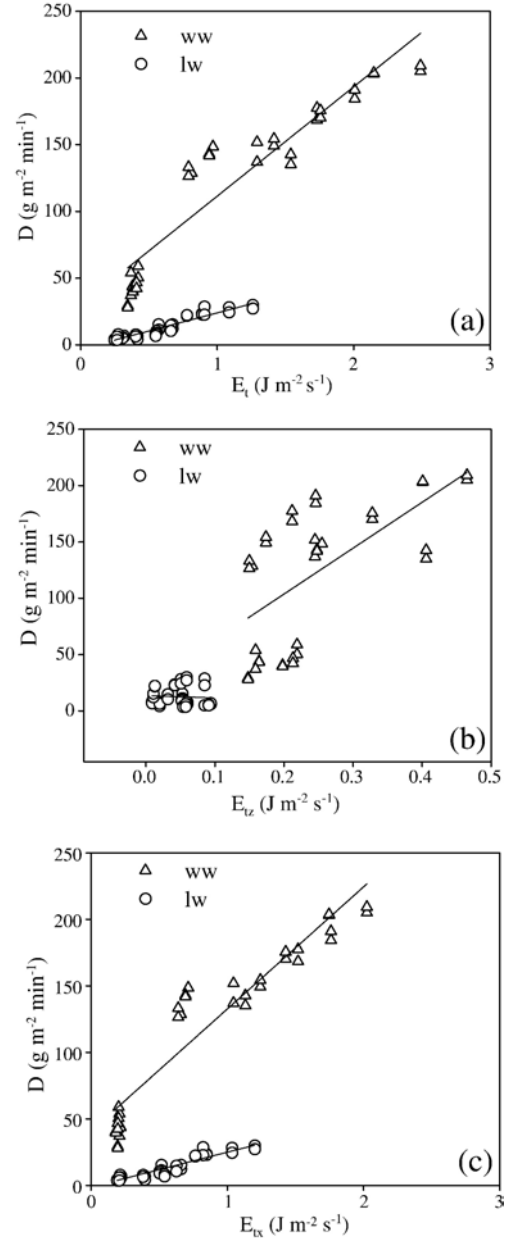 250
200
150
100
50
0
D (g m⁻² min⁻¹)
△ ww
○ lw
(a)
0 1 2 3
Eₜ (J m⁻² s⁻¹)
250
200
150
100
50
0
D (g m⁻² min⁻¹)
△ ww
○ lw
(b)
0.0 0.1 0.2 0.3 0.4 0.5
E_tz (J m⁻² s⁻¹)
250
200
150
100
50
0
D (g m⁻² min⁻¹)
△ ww
○ lw
(c)
0 1 2 3
E_tx (J m⁻² s⁻¹)